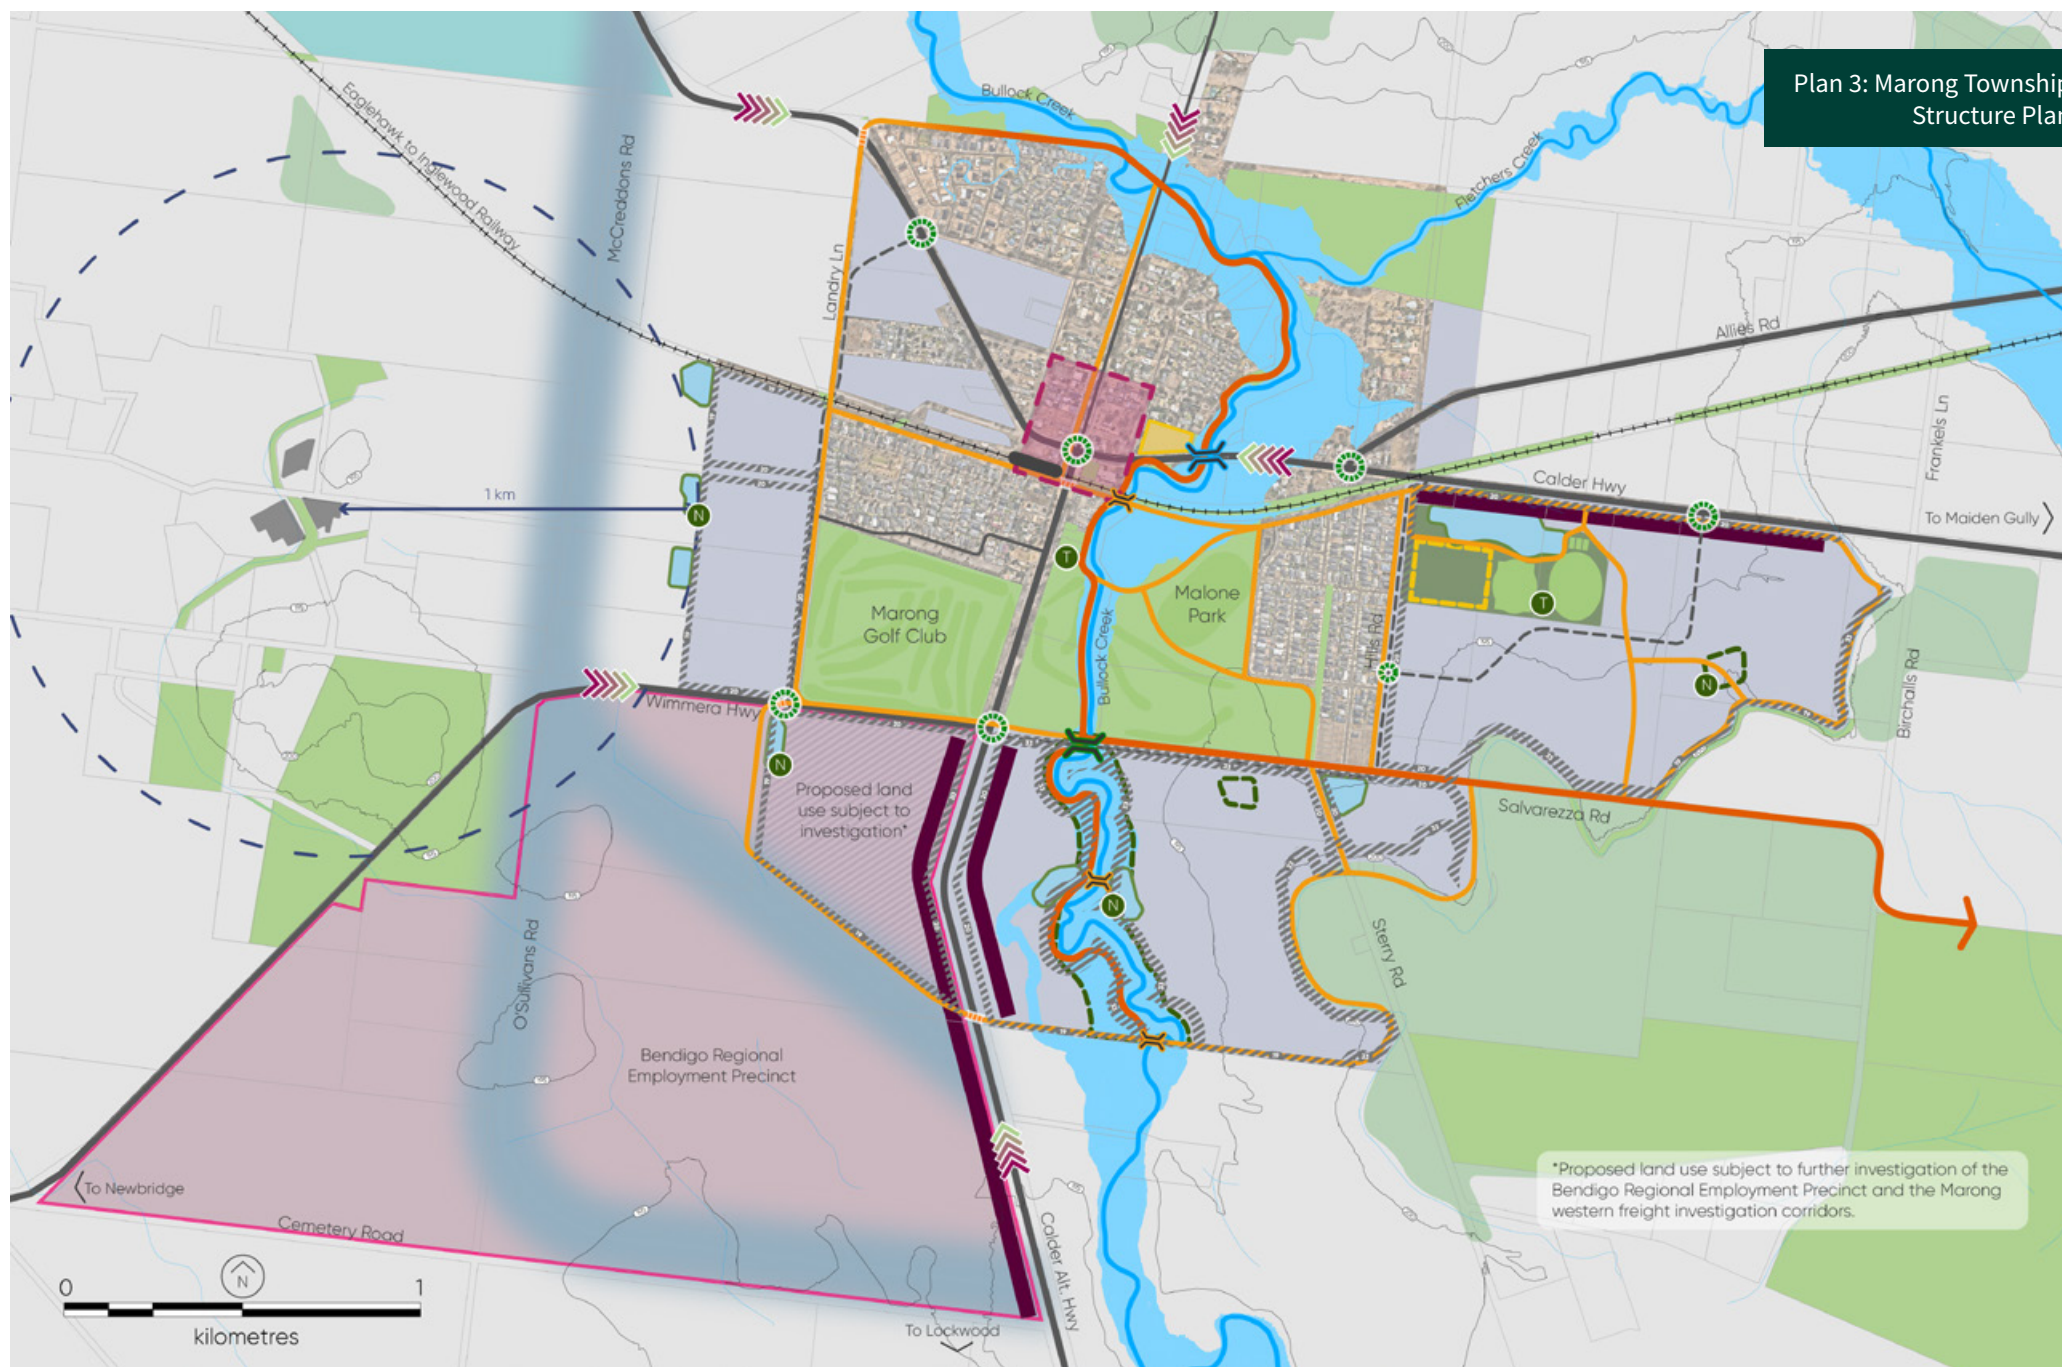 Plan 3: Marong Township
Structure Plan
Bullock Creek
Eaglehawk to Inglewood Railway
McCreddons Rd
Fletchers Creek
Landry Ln
Allies Rd
Frankels Ln
Calder Hwy
To Maiden Gully
1 km
N
T
Marong
Golf Club
Malone
Park
Bullock Creek
Hills Rd
T
N
Birchalls Rd
Wimmera Hwy
N
Proposed land
use subject to
investigation*
Salvarezza Rd
N
Sterry Rd
O'Sullivans Rd
Bendigo Regional
Employment Precinct
*Proposed land use subject to further investigation of the
Bendigo Regional Employment Precinct and the Marong
western freight investigation corridors.
To Newbridge
Cemetery Road
Calder Alt. Hwy
N
0 1
kilometres
To Lockwood